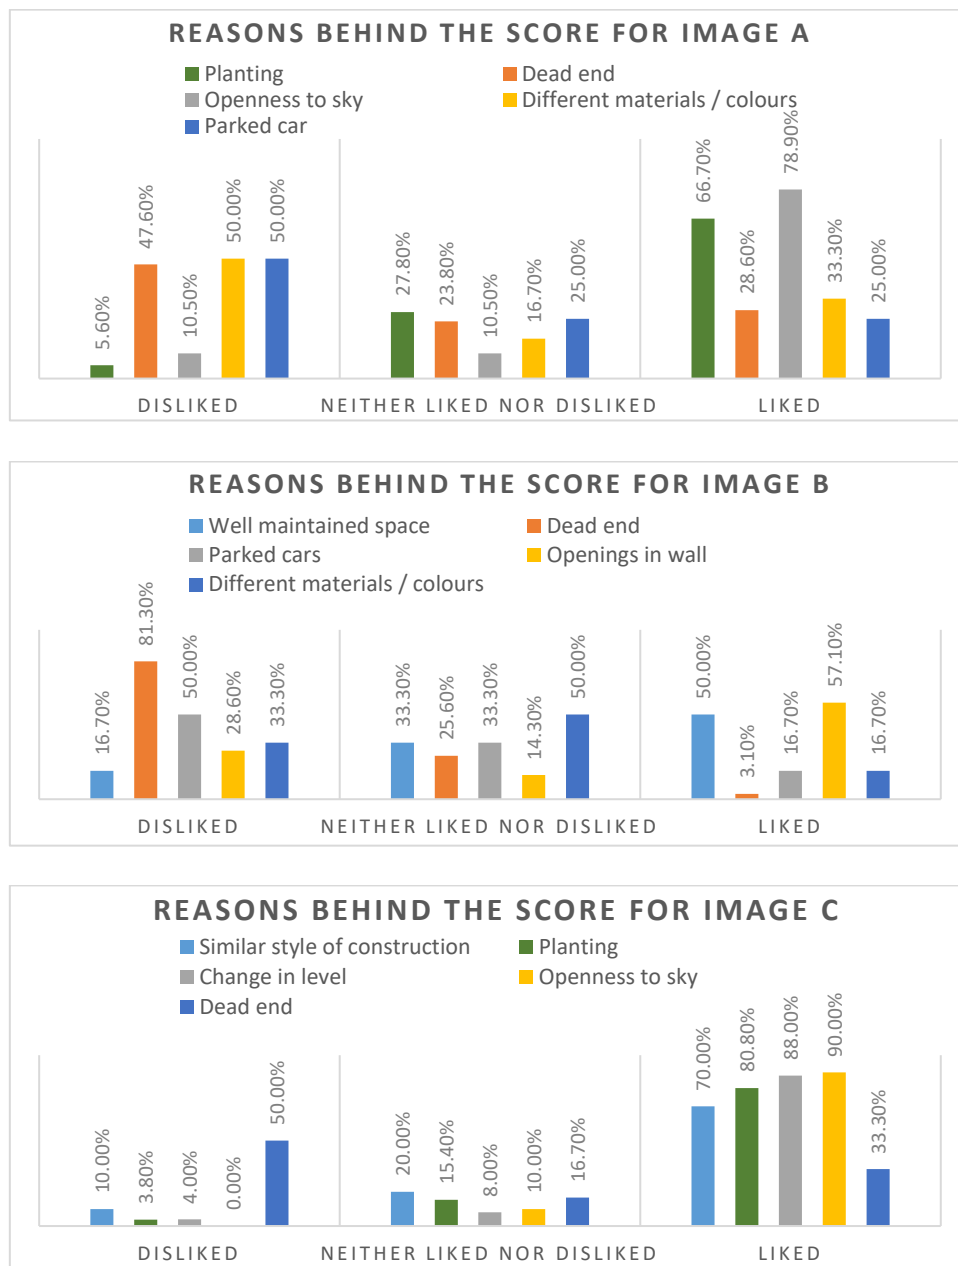 REASONS BEHIND THE SCORE FOR IMAGE A
Planting Dead end
Openness to sky Different materials / colours
Parked car
5.60% 47.60% 10.50% 50.00% 50.00% 27.80% 23.80% 10.50% 16.70% 25.00% 66.70% 28.60% 78.90% 33.30% 25.00%
DISLIKED NEITHER LIKED NOR DISLIKED LIKED
REASONS BEHIND THE SCORE FOR IMAGE B
Well maintained space Dead end
Parked cars Openings in wall
Different materials / colours
16.70% 81.30% 50.00% 28.60% 33.30% 33.30% 25.60% 33.30% 14.30% 50.00% 50.00% 3.10% 16.70% 57.10% 16.70%
DISLIKED NEITHER LIKED NOR DISLIKED LIKED
REASONS BEHIND THE SCORE FOR IMAGE C
Similar style of construction Planting
Change in level Openness to sky
Dead end
10.00% 3.80% 4.00% 0.00% 50.00% 20.00% 15.40% 8.00% 10.00% 16.70% 70.00% 80.80% 88.00% 90.00% 33.30%
DISLIKED NEITHER LIKED NOR DISLIKED LIKED